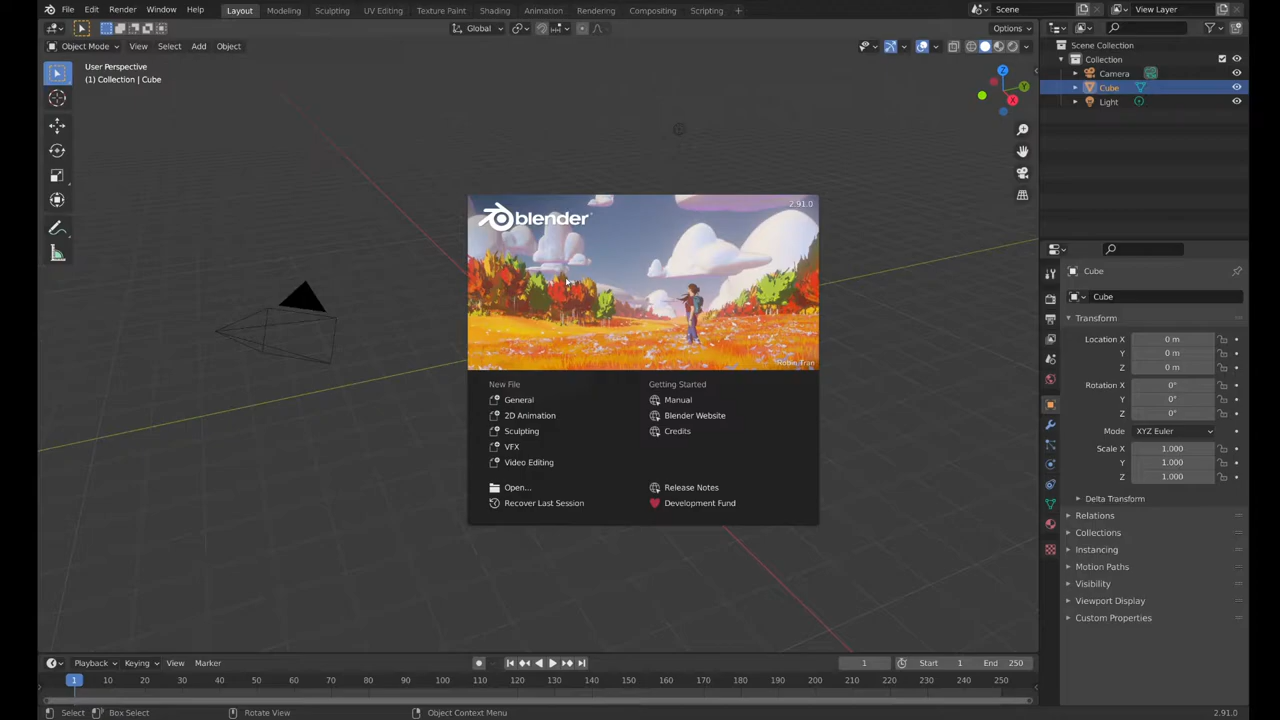 File Edit Render Window Help Layout Modeling Sculpting UV Editing Texture Paint Shading Animation Rendering Compositing Scripting Scene View Layer
Global Options
Object Mode View Select Add Object
User Perspective
(1) Collection | Cube
Scene Collection
Collection
Camera
Cube
Light
Z
Y
X
blender
2.91.0
Robin Tran
New File
General
2D Animation
Sculpting
VFX
Video Editing
Open...
Recover Last Session
Getting Started
Manual
Blender Website
Credits
Release Notes
Development Fund
Cube
Cube
Transform
Location X 0 m
Y 0 m
Z 0 m
Rotation X 0°
Y 0°
Z 0°
Mode XYZ Euler
Scale X 1.000
Y 1.000
Z 1.000
Delta Transform
Relations
Collections
Instancing
Motion Paths
Visibility
Viewport Display
Custom Properties
Playback Keying View Marker 1 Start 1 End 250
1 10 20 30 40 50 60 70 80 90 100 110 120 130 140 150 160 170 180 190 200 210 220 230 240 250
Select Box Select Rotate View Object Context Menu 2.91.0